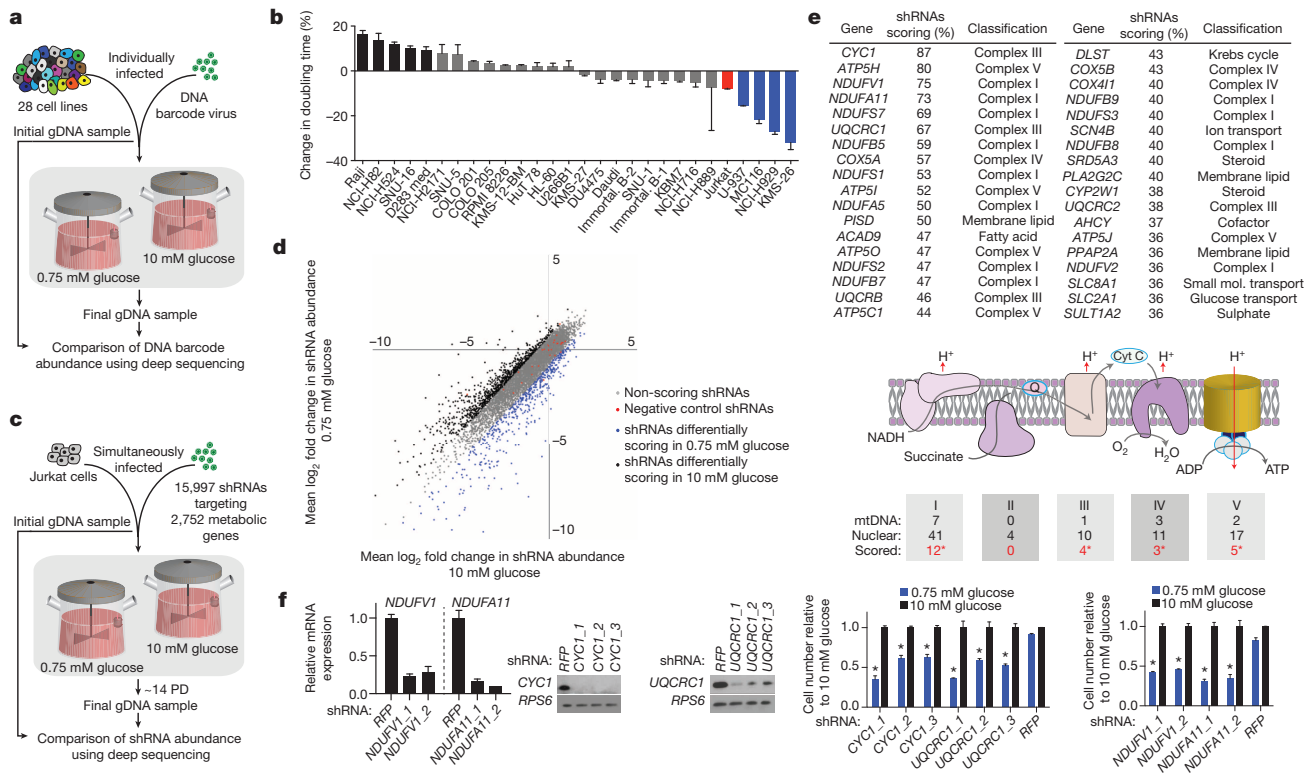 a
Individually infected
28 cell lines
DNA barcode virus
Initial gDNA sample
0.75 mM glucose
10 mM glucose
Final gDNA sample
Comparison of DNA barcode abundance using deep sequencing
b
Change in doubling time (%)
20
0
−20
−40
Raji
NCI-H82
NCI-H524
SNU-16
D283 med
NCI-H2171
SNU-5
COLO 201
COLO 205
RPMI 8226
KMS-12-BM
HUT 78
HL-60
U266B1
KMS-27
DU4475
Daudi
Immortal B-2
SNU-1
Immortal B-1
KBM7
NCI-H716
NCI-H889
Jurkat
U-937
MC116
NCI-H929
KMS-26
c
Simultaneously infected
Jurkat cells
15,997 shRNAs targeting 2,752 metabolic genes
Initial gDNA sample
0.75 mM glucose
10 mM glucose
~14 PD
Final gDNA sample
Comparison of shRNA abundance using deep sequencing
d
Mean log2 fold change in shRNA abundance
0.75 mM glucose
5
−10
−5
5
−5
−10
Non-scoring shRNAs
Negative control shRNAs
shRNAs differentially scoring in 0.75 mM glucose
shRNAs differentially scoring in 10 mM glucose
Mean log2 fold change in shRNA abundance
10 mM glucose
e
Gene shRNAs scoring (%) Classification
CYC1 87 Complex III
ATP5H 80 Complex V
NDUFV1 75 Complex I
NDUFA11 73 Complex I
NDUFS7 69 Complex I
UQCRC1 67 Complex III
NDUFB5 59 Complex I
COX5A 57 Complex IV
NDUFS1 53 Complex I
ATP5I 52 Complex V
NDUFA5 50 Complex I
PISD 50 Membrane lipid
ACAD9 47 Fatty acid
ATP5O 47 Complex V
NDUFS2 47 Complex I
NDUFB7 47 Complex I
UQCRB 46 Complex III
ATP5C1 44 Complex V
Gene shRNAs scoring (%) Classification
DLST 43 Krebs cycle
COX5B 43 Complex IV
COX4I1 40 Complex IV
NDUFB9 40 Complex I
NDUFS3 40 Complex I
SCN4B 40 Ion transport
NDUFB8 40 Complex I
SRD5A3 40 Steroid
PLA2G2C 40 Membrane lipid
CYP2W1 38 Steroid
UQCRC2 38 Complex III
AHCY 37 Cofactor
ATP5J 36 Complex V
PPAP2A 36 Membrane lipid
NDUFV2 36 Complex I
SLC8A1 36 Small mol. transport
SLC2A1 36 Glucose transport
SULT1A2 36 Sulphate
H+
H+
Cyt C
H+
H+
Q
NADH
Succinate
O2
H2O
ADP
ATP
I II III IV V
mtDNA: 7 0 1 3 2
Nuclear: 41 4 10 11 17
Scored: 12* 0 4* 3* 5*
f
Relative mRNA expression
1.0
0.5
0
NDUFV1
NDUFA11
shRNA:
RFP
NDUFV1_1
NDUFV1_2
RFP
NDUFA11_1
NDUFA11_2
shRNA:
RFP
CYC1_1
CYC1_2
CYC1_3
CYC1
RPS6
shRNA:
RFP
UQCRC1_1
UQCRC1_2
UQCRC1_3
UQCRC1
RPS6
0.75 mM glucose
10 mM glucose
Cell number relative to 10 mM glucose
1.0
0.5
0
* * * * * *
shRNA:
CYC1_1
CYC1_2
CYC1_3
UQCRC1_1
UQCRC1_2
UQCRC1_3
RFP
0.75 mM glucose
10 mM glucose
Cell number relative to 10 mM glucose
1.0
0.5
0
* * * *
shRNA:
NDUFV1_1
NDUFV1_2
NDUFA11_1
NDUFA11_2
RFP